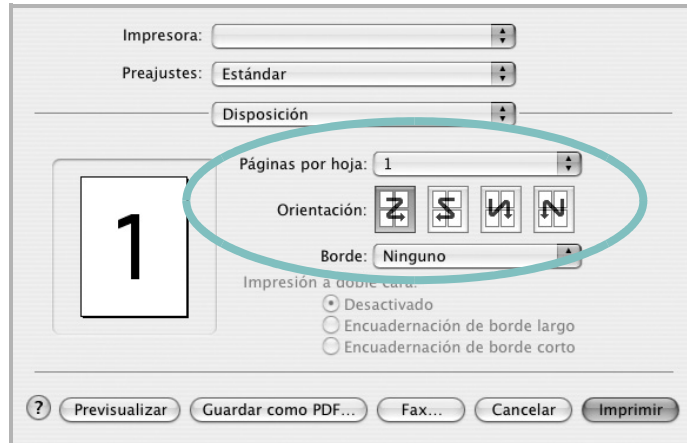 Impresora:
Preajustes: Estándar
Disposición
Páginas por hoja: 1
Orientación:
Borde: Ninguno
Impresión a doble cara:
Desactivado
Encuadernación de borde largo
Encuadernación de borde corto
1
? Previsualizar Guardar como PDF... Fax... Cancelar Imprimir